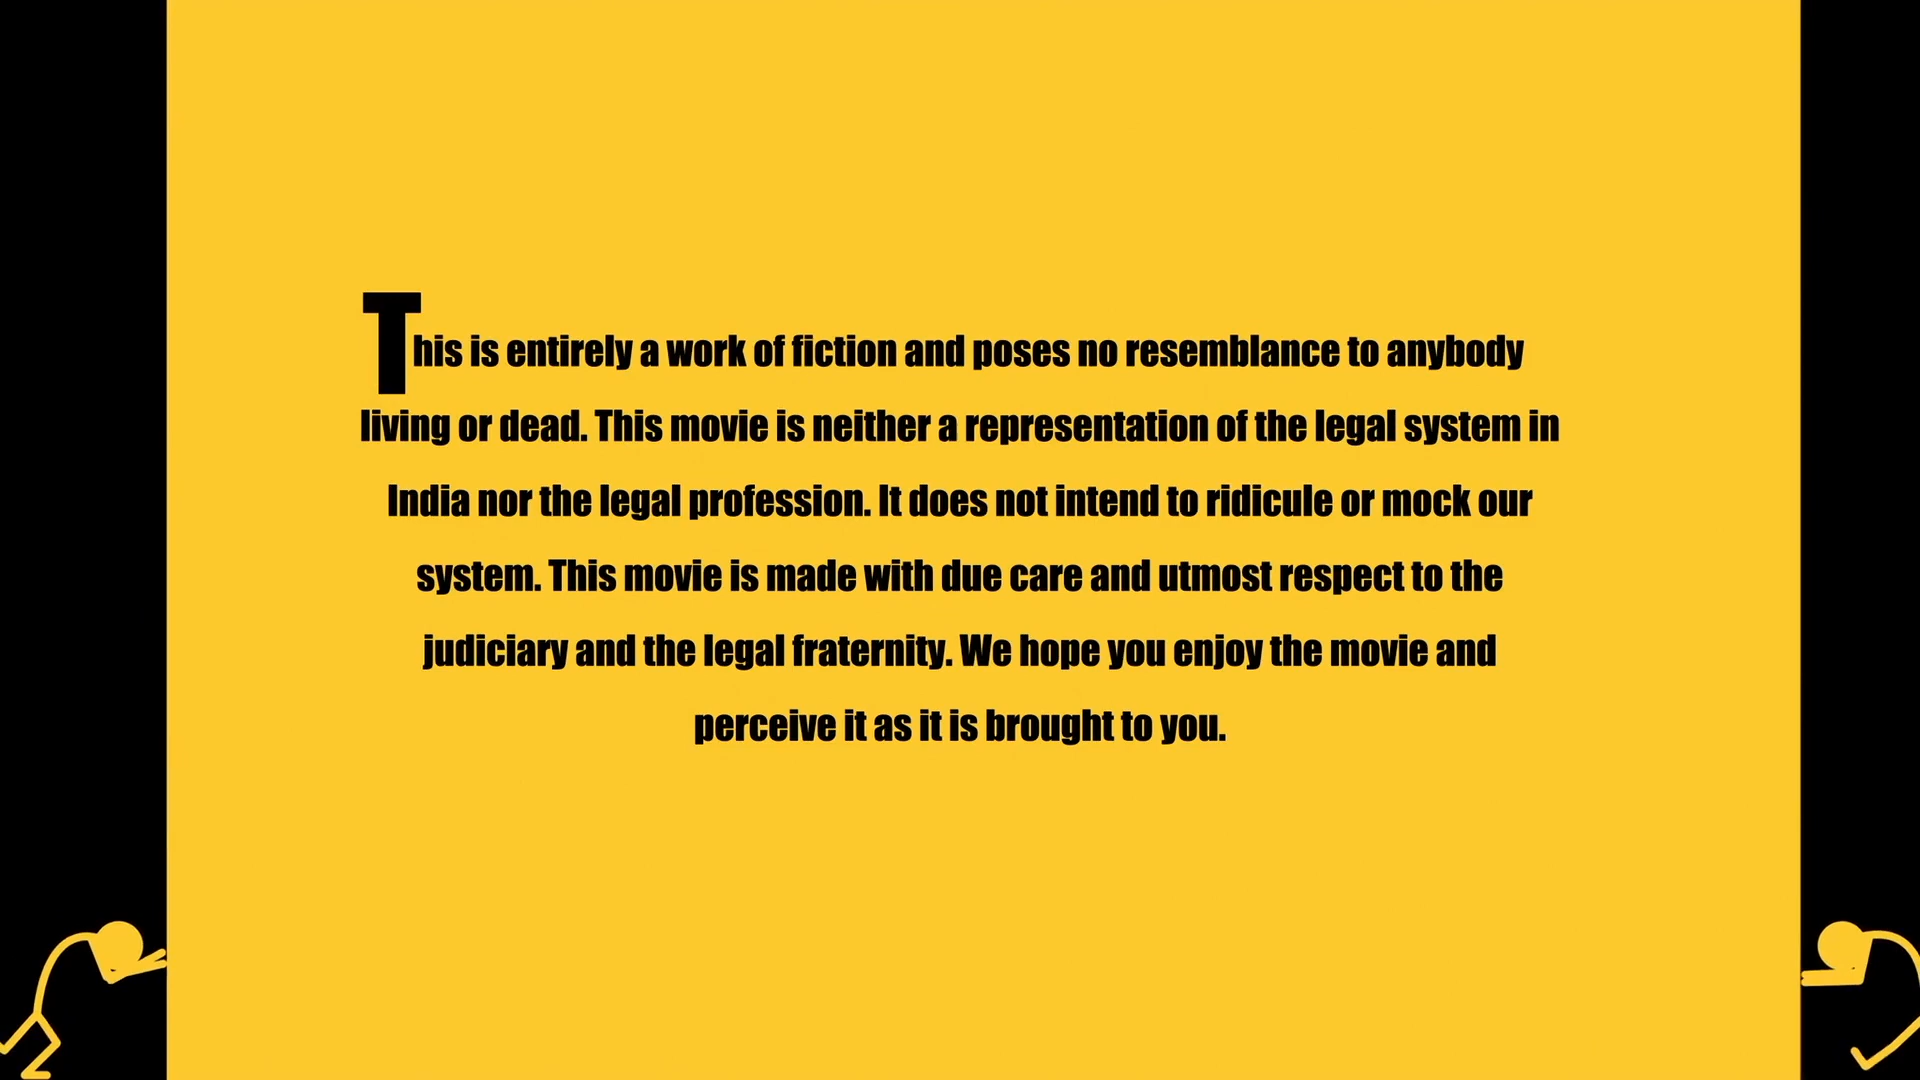 This is entirely a work of fiction and poses no resemblance to anybody
living or dead. This movie is neither a representation of the legal system in
India nor the legal profession. It does not intend to ridicule or mock our
system. This movie is made with due care and utmost respect to the
judiciary and the legal fraternity. We hope you enjoy the movie and
perceive it as it is brought to you.